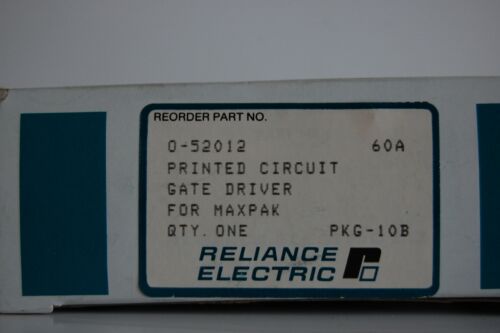 REORDER PART NO.
0-52012 60A
PRINTED CIRCUIT
GATE DRIVER
FOR MAXPAK
QTY. ONE PKG-10B
RELIANCE
ELECTRIC